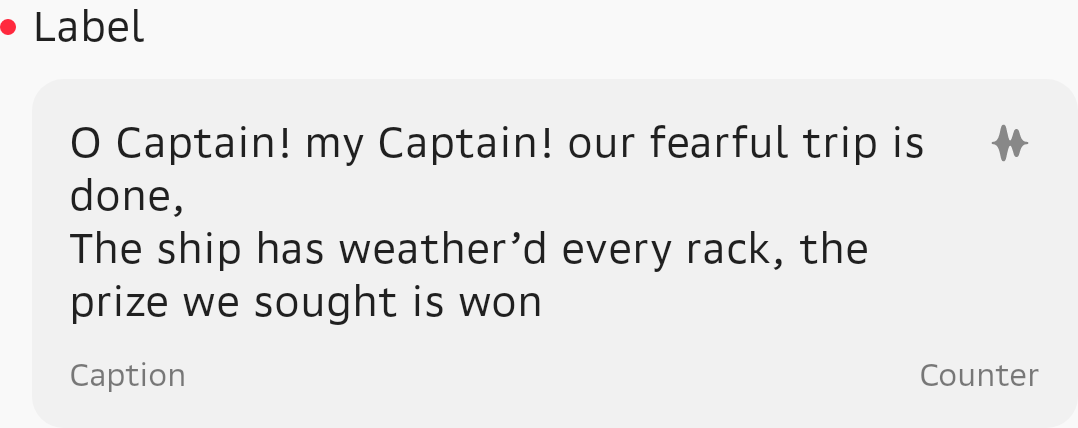 Label
O Captain! my Captain! our fearful trip is
done,
The ship has weather’d every rack, the
prize we sought is won
Caption
Counter